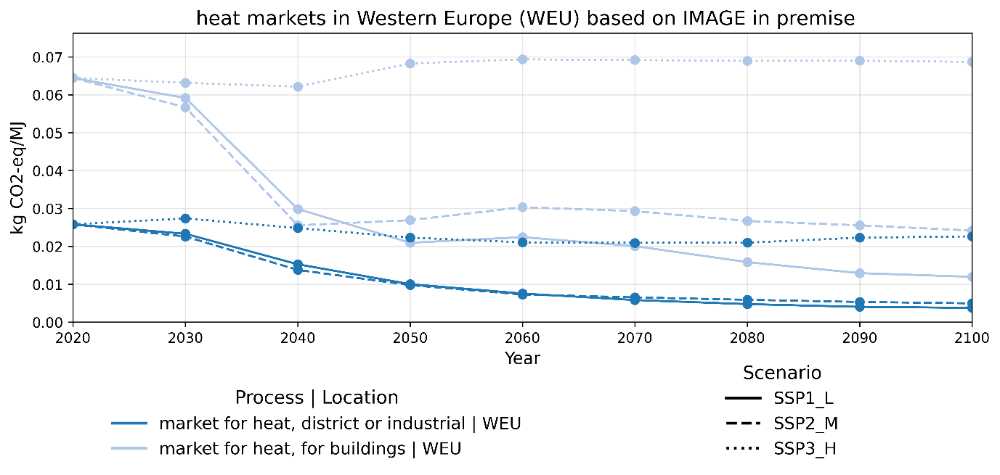 heat markets in Western Europe (WEU) based on IMAGE in premise
kg CO2-eq/MJ
0.07
0.06
0.05
0.04
0.03
0.02
0.01
0.00
2020 2030 2040 2050 2060 2070 2080 2090 2100
Year
Process | Location
market for heat, district or industrial | WEU
market for heat, for buildings | WEU
Scenario
SSP1_L
SSP2_M
SSP3_H